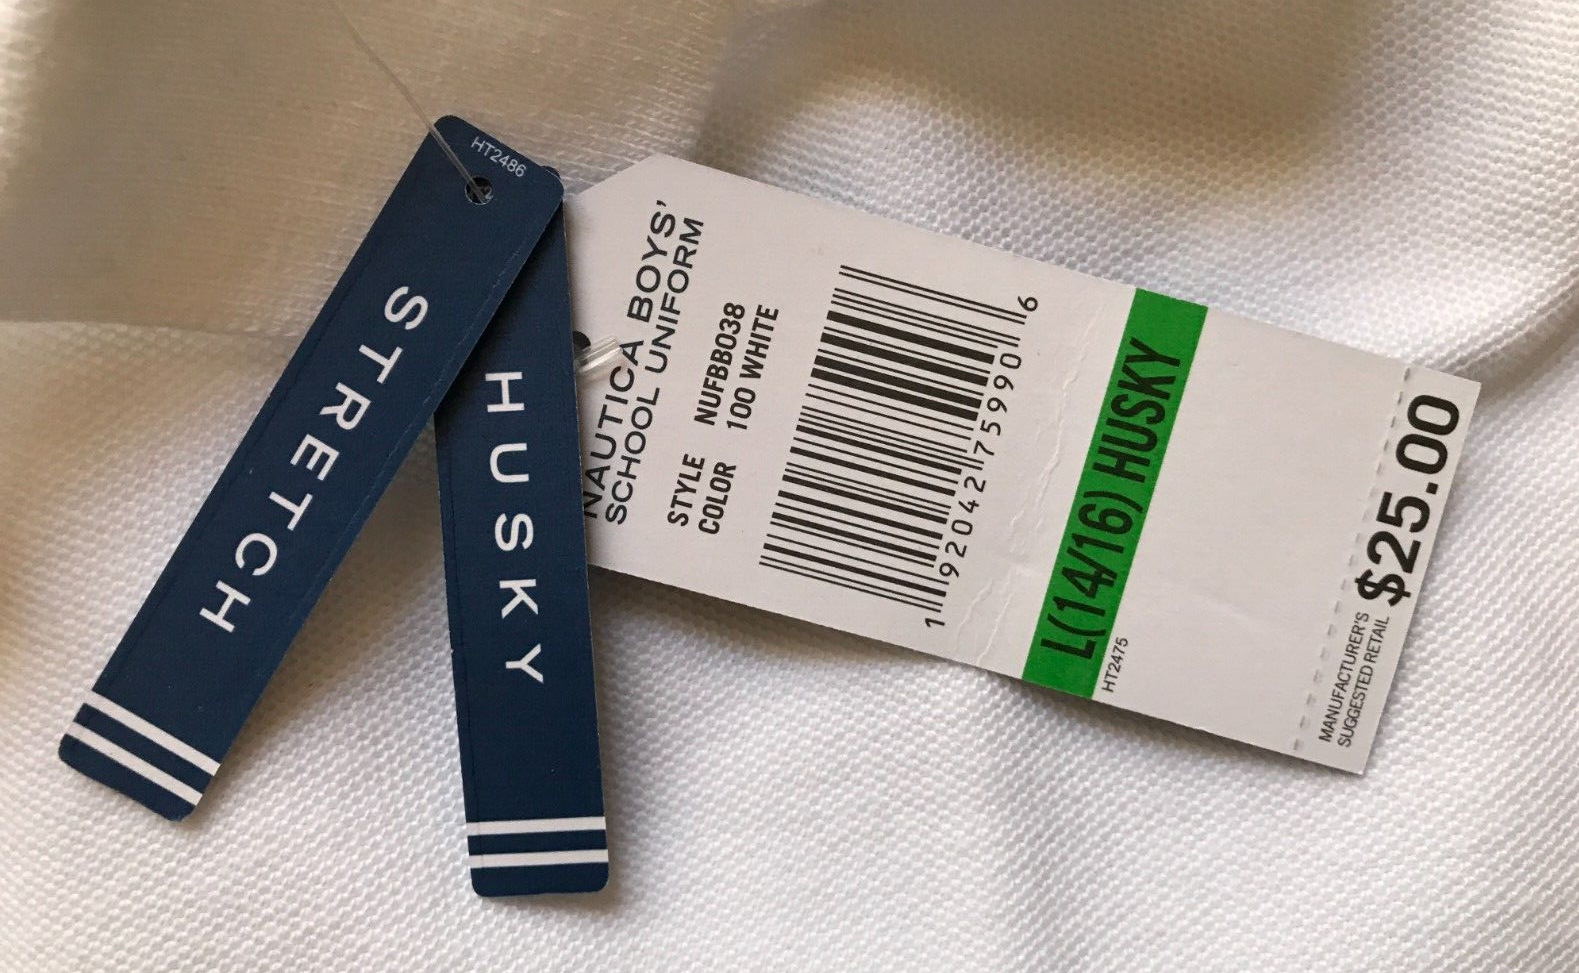 HT2486
STRETCH
HUSKY
NAUTICA BOYS'
SCHOOL UNIFORM
STYLE NUFBB038
COLOR 100 WHITE
1 92042 75990 6
L(14/16) HUSKY
HT2475
MANUFACTURER'S
SUGGESTED RETAIL
$25.00